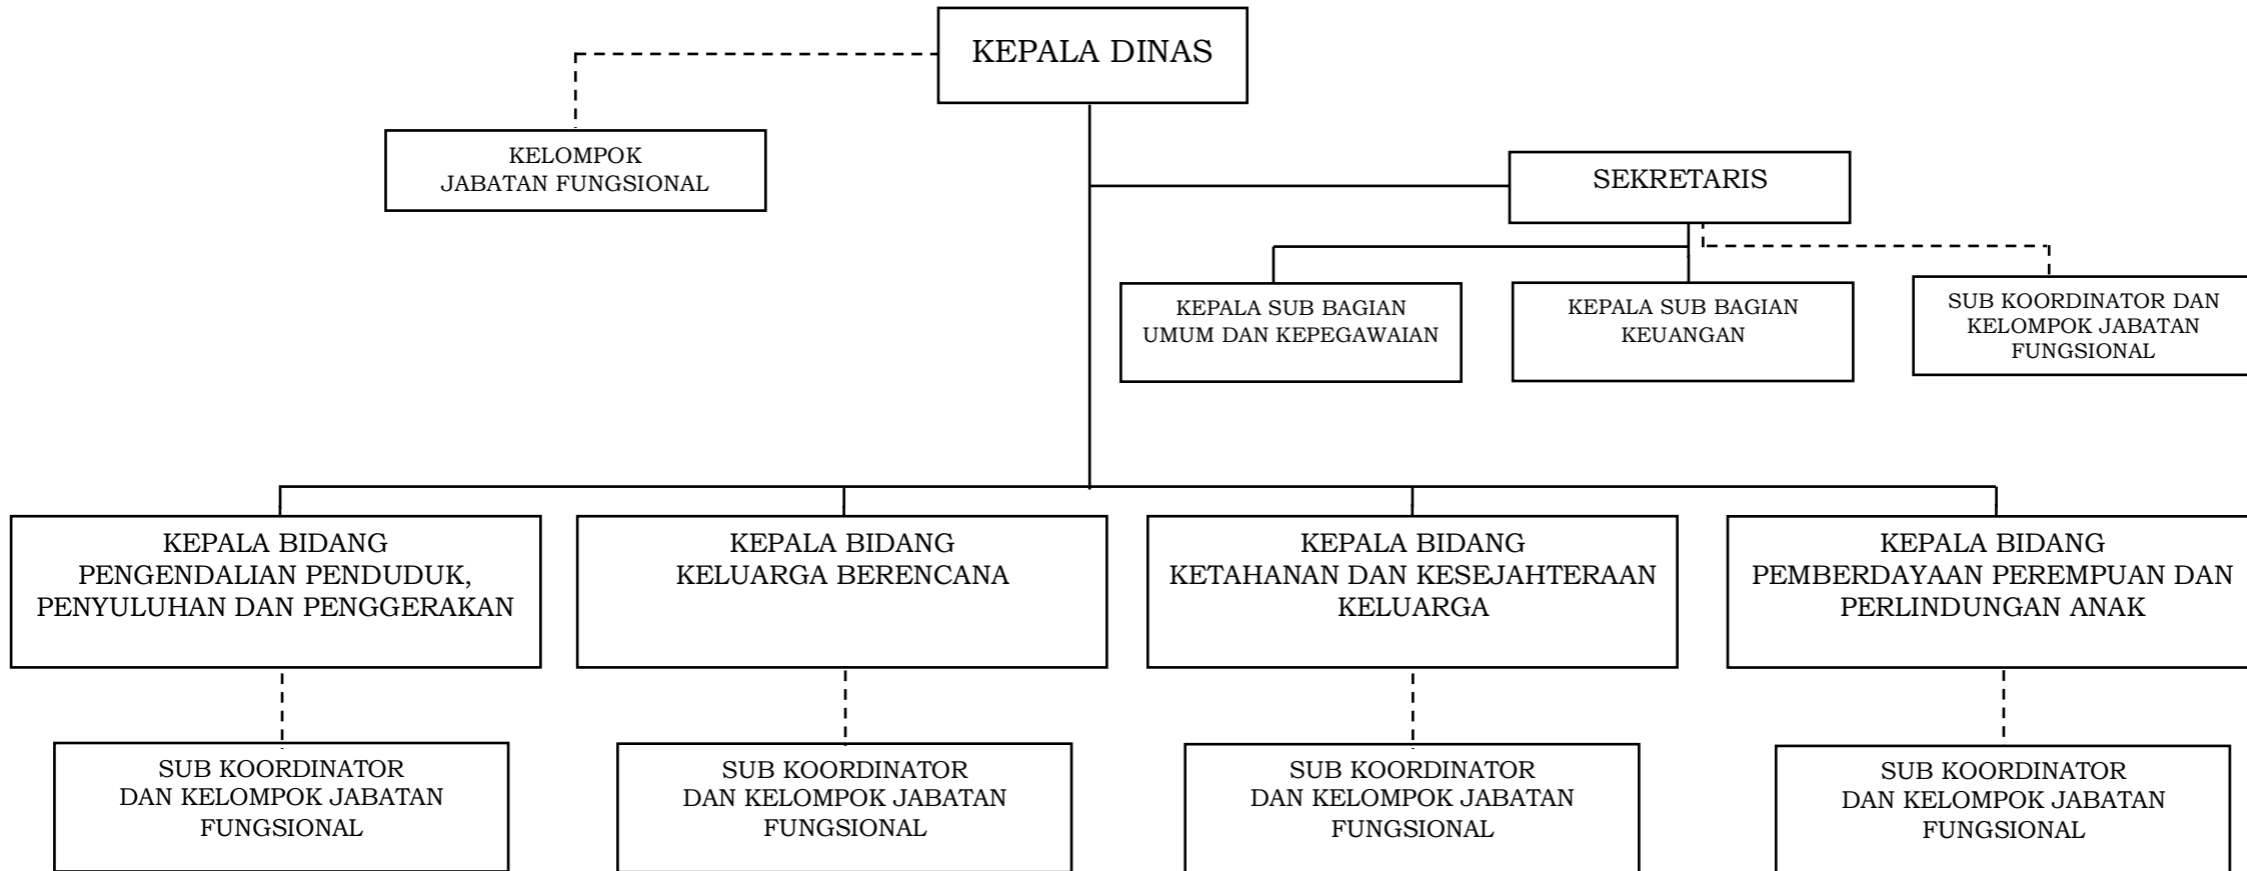 KEPALA DINAS
KELOMPOK
JABATAN FUNGSIONAL
SEKRETARIS
KEPALA SUB BAGIAN
UMUM DAN KEPEGAWAIAN
KEPALA SUB BAGIAN
KEUANGAN
SUB KOORDINATOR DAN
KELOMPOK JABATAN
FUNGSIONAL
KEPALA BIDANG
PENGENDALIAN PENDUDUK,
PENYULUHAN DAN PENGGERAKAN
KEPALA BIDANG
KELUARGA BERENCANA
KEPALA BIDANG
KETAHANAN DAN KESEJAHTERAAN
KELUARGA
KEPALA BIDANG
PEMBERDAYAAN PEREMPUAN DAN
PERLINDUNGAN ANAK
SUB KOORDINATOR
DAN KELOMPOK JABATAN
FUNGSIONAL
SUB KOORDINATOR
DAN KELOMPOK JABATAN
FUNGSIONAL
SUB KOORDINATOR
DAN KELOMPOK JABATAN
FUNGSIONAL
SUB KOORDINATOR
DAN KELOMPOK JABATAN
FUNGSIONAL